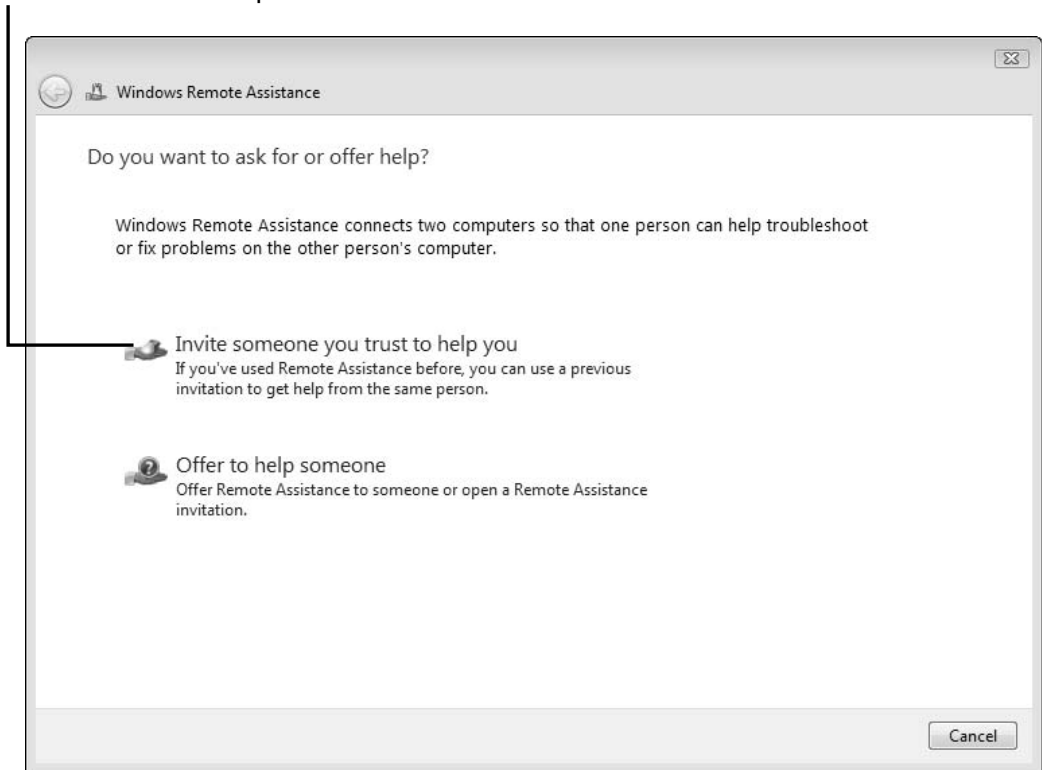 Windows Remote Assistance
Do you want to ask for or offer help?
Windows Remote Assistance connects two computers so that one person can help troubleshoot
or fix problems on the other person's computer.
Invite someone you trust to help you
If you've used Remote Assistance before, you can use a previous
invitation to get help from the same person.
Offer to help someone
Offer Remote Assistance to someone or open a Remote Assistance
invitation.
Cancel